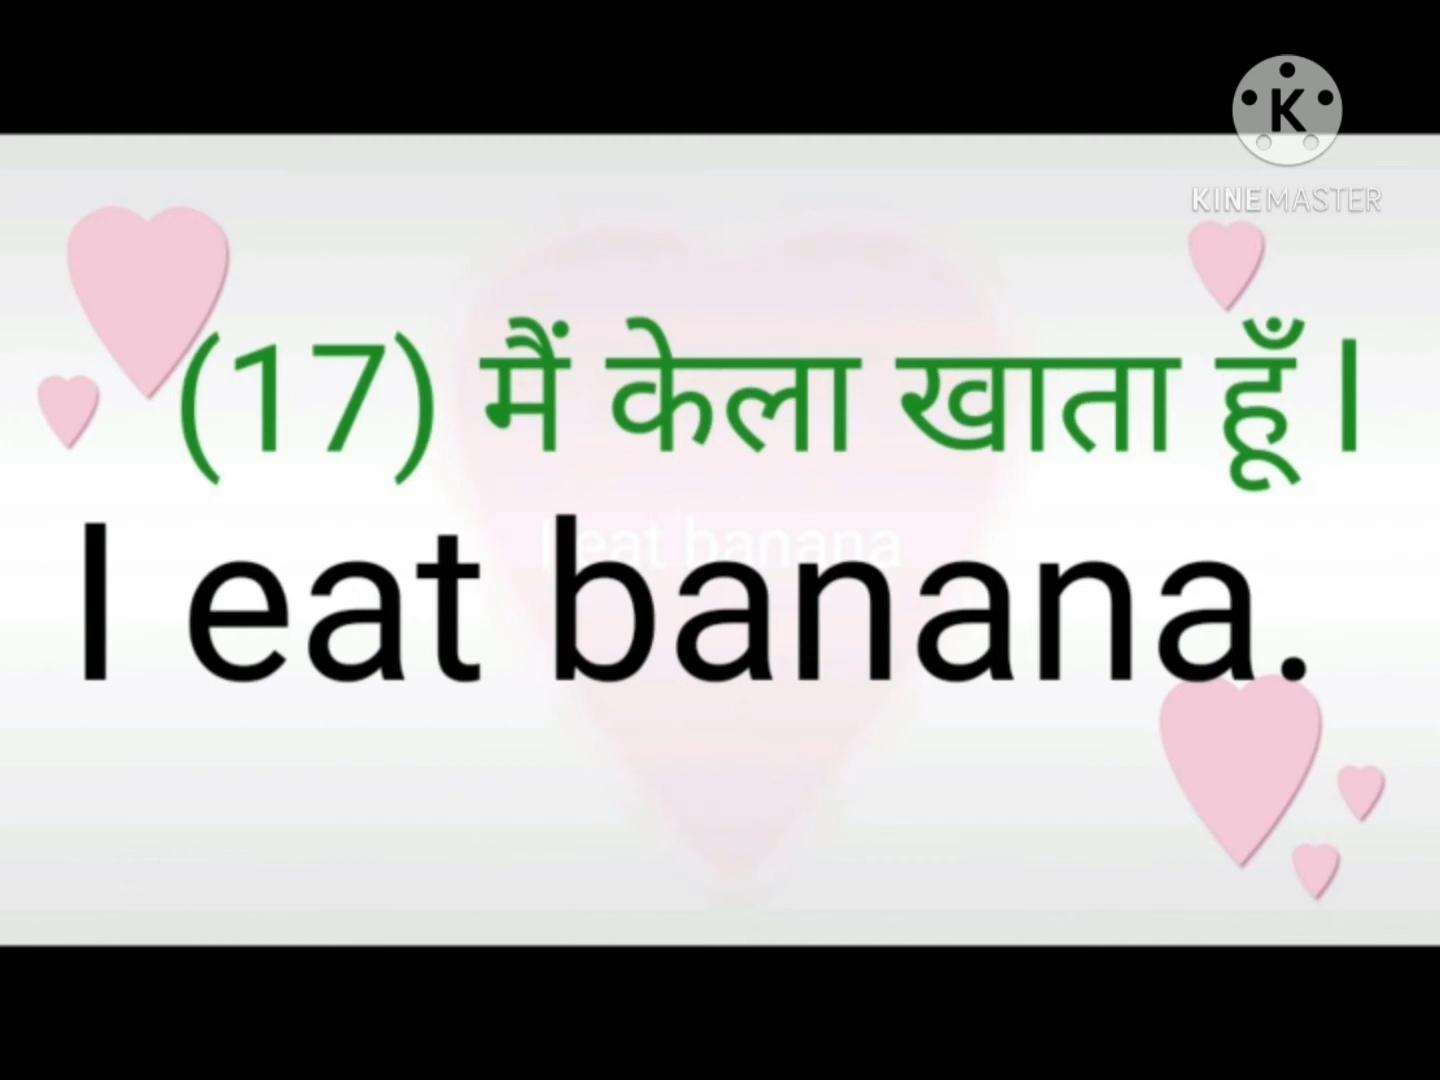 KINEMASTER
(17) मैं केला खाता हूँ l
I eat banana
I eat banana.